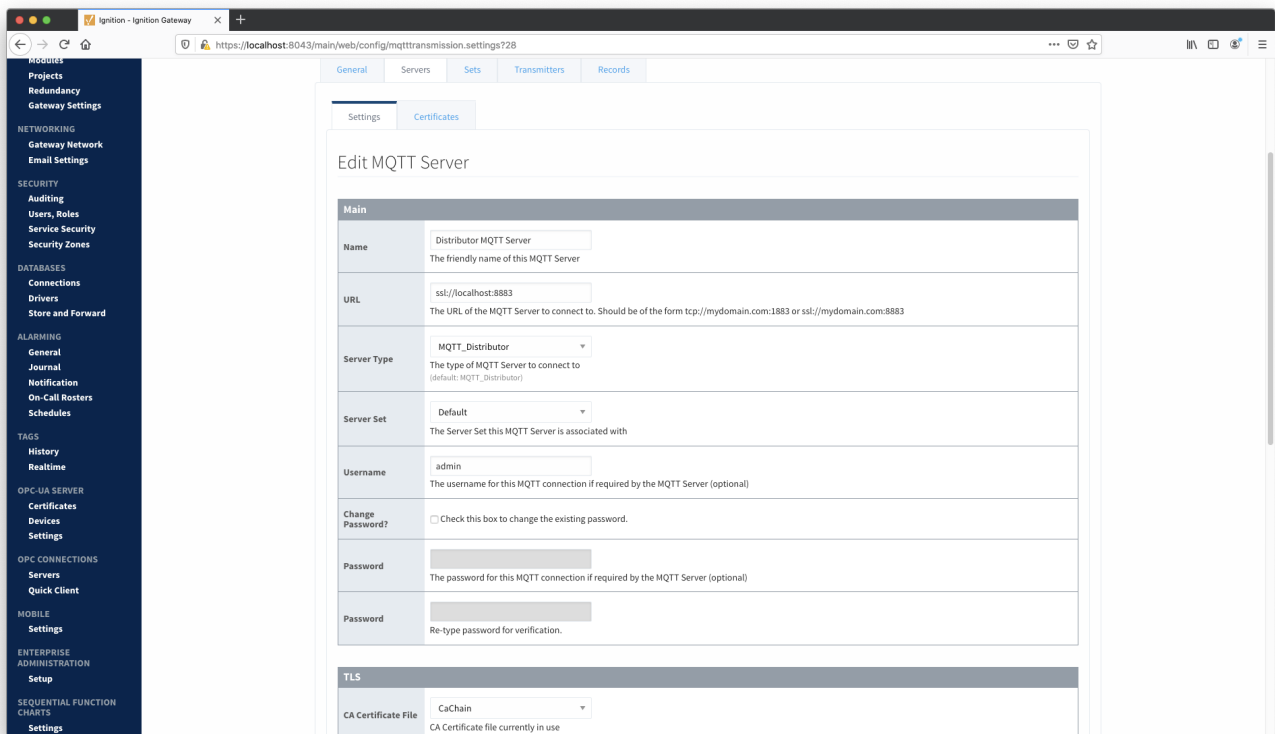 Ignition - Ignition Gateway
https://localhost:8043/main/web/config/mqtttransmission.settings?28
Modules
Projects
Redundancy
Gateway Settings
NETWORKING
Gateway Network
Email Settings
SECURITY
Auditing
Users, Roles
Service Security
Security Zones
DATABASES
Connections
Drivers
Store and Forward
ALARMING
General
Journal
Notification
On-Call Rosters
Schedules
TAGS
History
Realtime
OPC-UA SERVER
Certificates
Devices
Settings
OPC CONNECTIONS
Servers
Quick Client
MOBILE
Settings
ENTERPRISE
ADMINISTRATION
Setup
SEQUENTIAL FUNCTION
CHARTS
Settings
General Servers Sets Transmitters Records
Settings Certificates
Edit MQTT Server
Main
Name
Distributor MQTT Server
The friendly name of this MQTT Server
URL
ssl://localhost:8883
The URL of the MQTT Server to connect to. Should be of the form tcp://mydomain.com:1883 or ssl://mydomain.com:8883
Server Type
MQTT_Distributor
The type of MQTT Server to connect to
(default: MQTT_Distributor)
Server Set
Default
The Server Set this MQTT Server is associated with
Username
admin
The username for this MQTT connection if required by the MQTT Server (optional)
Change
Password?
Check this box to change the existing password.
Password
The password for this MQTT connection if required by the MQTT Server (optional)
Password
Re-type password for verification.
TLS
CA Certificate File
CaChain
CA Certificate file currently in use